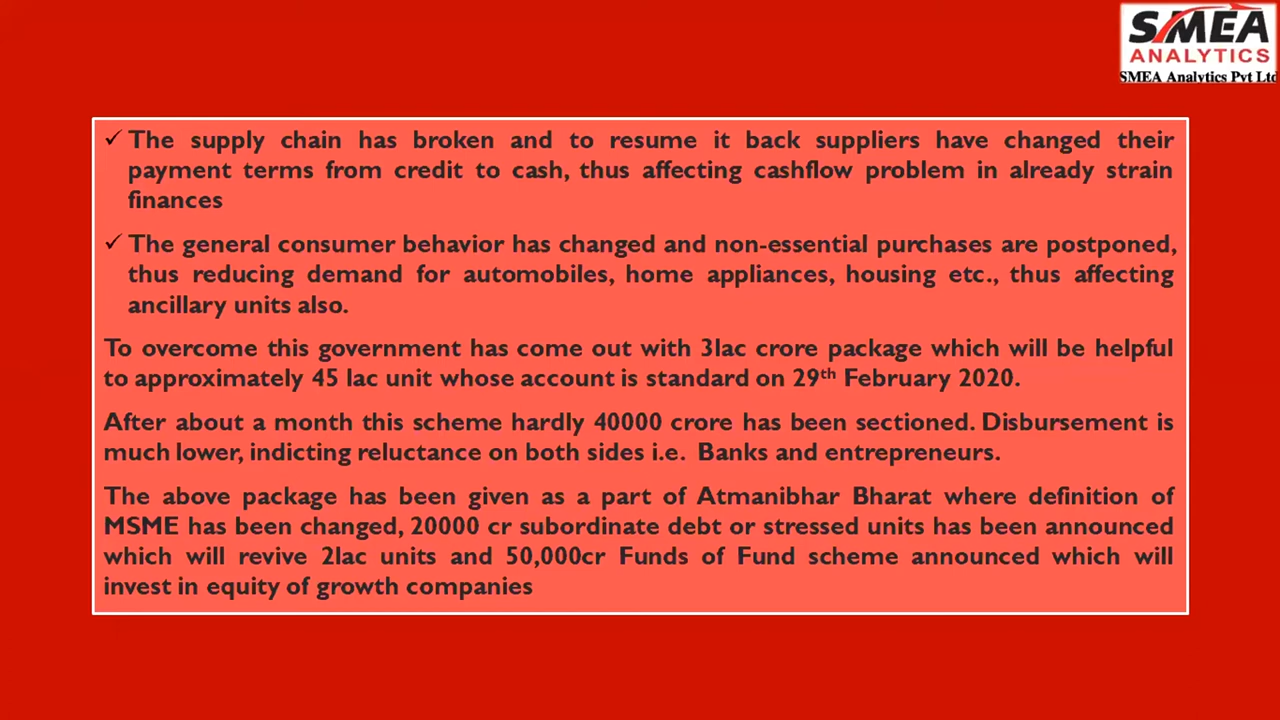 SMEA
ANALYTICS
SMEA Analytics Pvt Ltd
✓ The supply chain has broken and to resume it back suppliers have changed their
payment terms from credit to cash, thus affecting cashflow problem in already strain
finances
✓ The general consumer behavior has changed and non-essential purchases are postponed,
thus reducing demand for automobiles, home appliances, housing etc., thus affecting
ancillary units also.
To overcome this government has come out with 3lac crore package which will be helpful
to approximately 45 lac unit whose account is standard on 29th February 2020.
After about a month this scheme hardly 40000 crore has been sectioned. Disbursement is
much lower, indicting reluctance on both sides i.e. Banks and entrepreneurs.
The above package has been given as a part of Atmanibhar Bharat where definition of
MSME has been changed, 20000 cr subordinate debt or stressed units has been announced
which will revive 2lac units and 50,000cr Funds of Fund scheme announced which will
invest in equity of growth companies